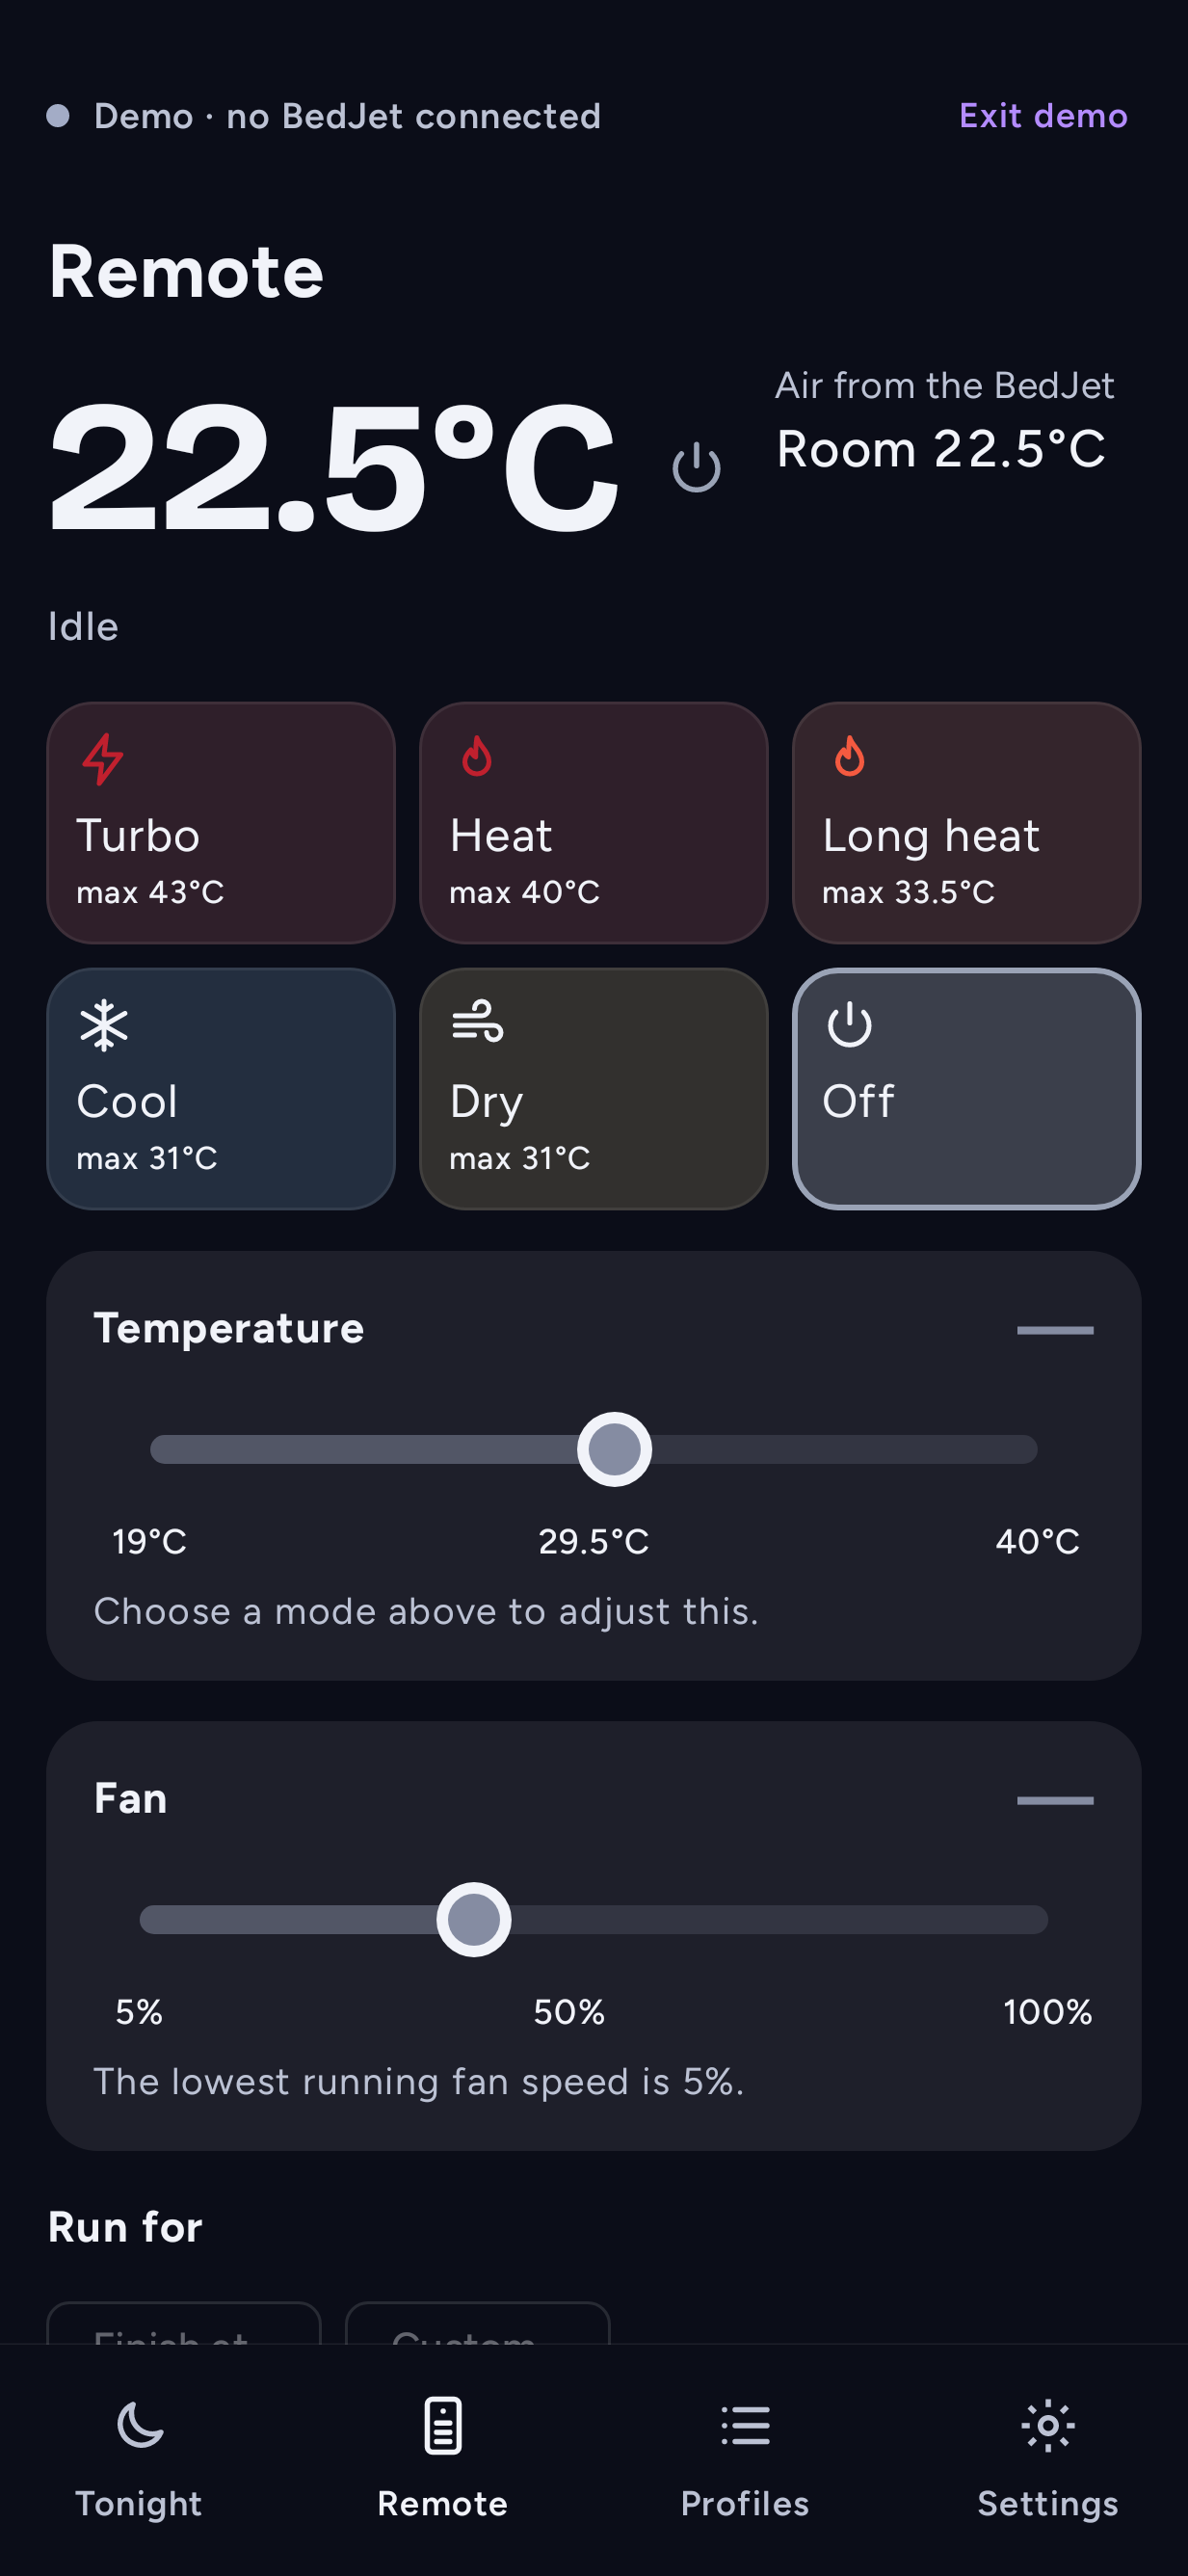 Demo · no BedJet connected
Exit demo
Remote
22.5°C
Air from the BedJet
Room 22.5°C
Idle
Turbo
max 43°C
Heat
max 40°C
Long heat
max 33.5°C
Cool
max 31°C
Dry
max 31°C
Off
Temperature
—
19°C
29.5°C
40°C
Choose a mode above to adjust this.
Fan
—
5%
50%
100%
The lowest running fan speed is 5%.
Run for
Finish at
Custom
Tonight
Remote
Profiles
Settings